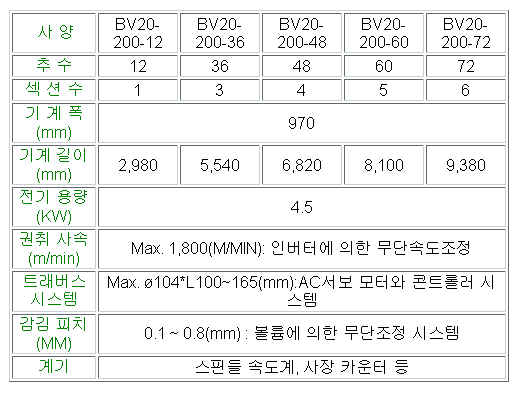 사 양 BV20-200-12 BV20-200-36 BV20-200-48 BV20-200-60 BV20-200-72
추 수 12 36 48 60 72
섹 션 수 1 3 4 5 6
기 계 폭 (mm) 970
기계 길이 (mm) 2,980 5,540 6,820 8,100 9,380
전기 용량 (KW) 4.5
권취 사속 (m/min) Max. 1,800(M/MIN): 인버터에 의한 무단속도조정
트래버스 시스템 Max. ø104*L100~165(mm):AC서보 모터와 콘트롤러 시스템
감김 피치 (MM) 0.1 ~ 0.8(mm) : 볼륨에 의한 무단조정 시스템
계기 스핀들 속도계, 사장 카운터 등